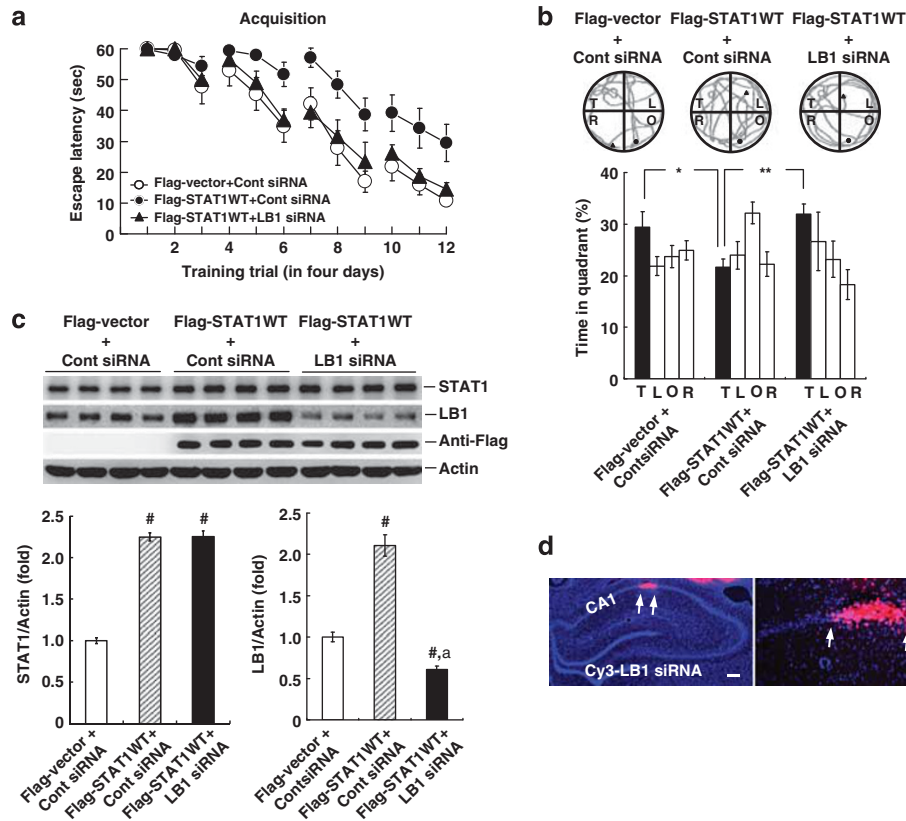 a
Acquisition
Escape latency (sec)
60
50
40
30
20
10
0
Flag-vector+Cont siRNA
Flag-STAT1WT+Cont siRNA
Flag-STAT1WT+LB1 siRNA
2 4 6 8 10 12
Training trial (in four days)
b
Flag-vector
+
Cont siRNA
Flag-STAT1WT
+
Cont siRNA
Flag-STAT1WT
+
LB1 siRNA
T L
R O
T L
R O
T L
R O
* **
Time in quadrant (%)
40
30
20
10
0
T L O R T L O R T L O R
Flag-vector +
ContsiRNA
Flag-STAT1WT+
Cont siRNA
Flag-STAT1WT+
LB1 siRNA
c
Flag-vector
+
Cont siRNA
Flag-STAT1WT
+
Cont siRNA
Flag-STAT1WT
+
LB1 siRNA
STAT1
LB1
Anti-Flag
Actin
STAT1/Actin (fold)
2.5
2.0
1.5
1.0
0.5
0
# #
Flag-vector +
Cont siRNA
Flag-STAT1WT+
Cont siRNA
Flag-STAT1WT+
LB1 siRNA
LB1/Actin (fold)
2.5
2.0
1.5
1.0
0.5
0
#
#,a
Flag-vector +
ContsiRNA
Flag-STAT1WT+
Cont siRNA
Flag-STAT1WT+
LB1 siRNA
d
CA1
Cy3-LB1 siRNA